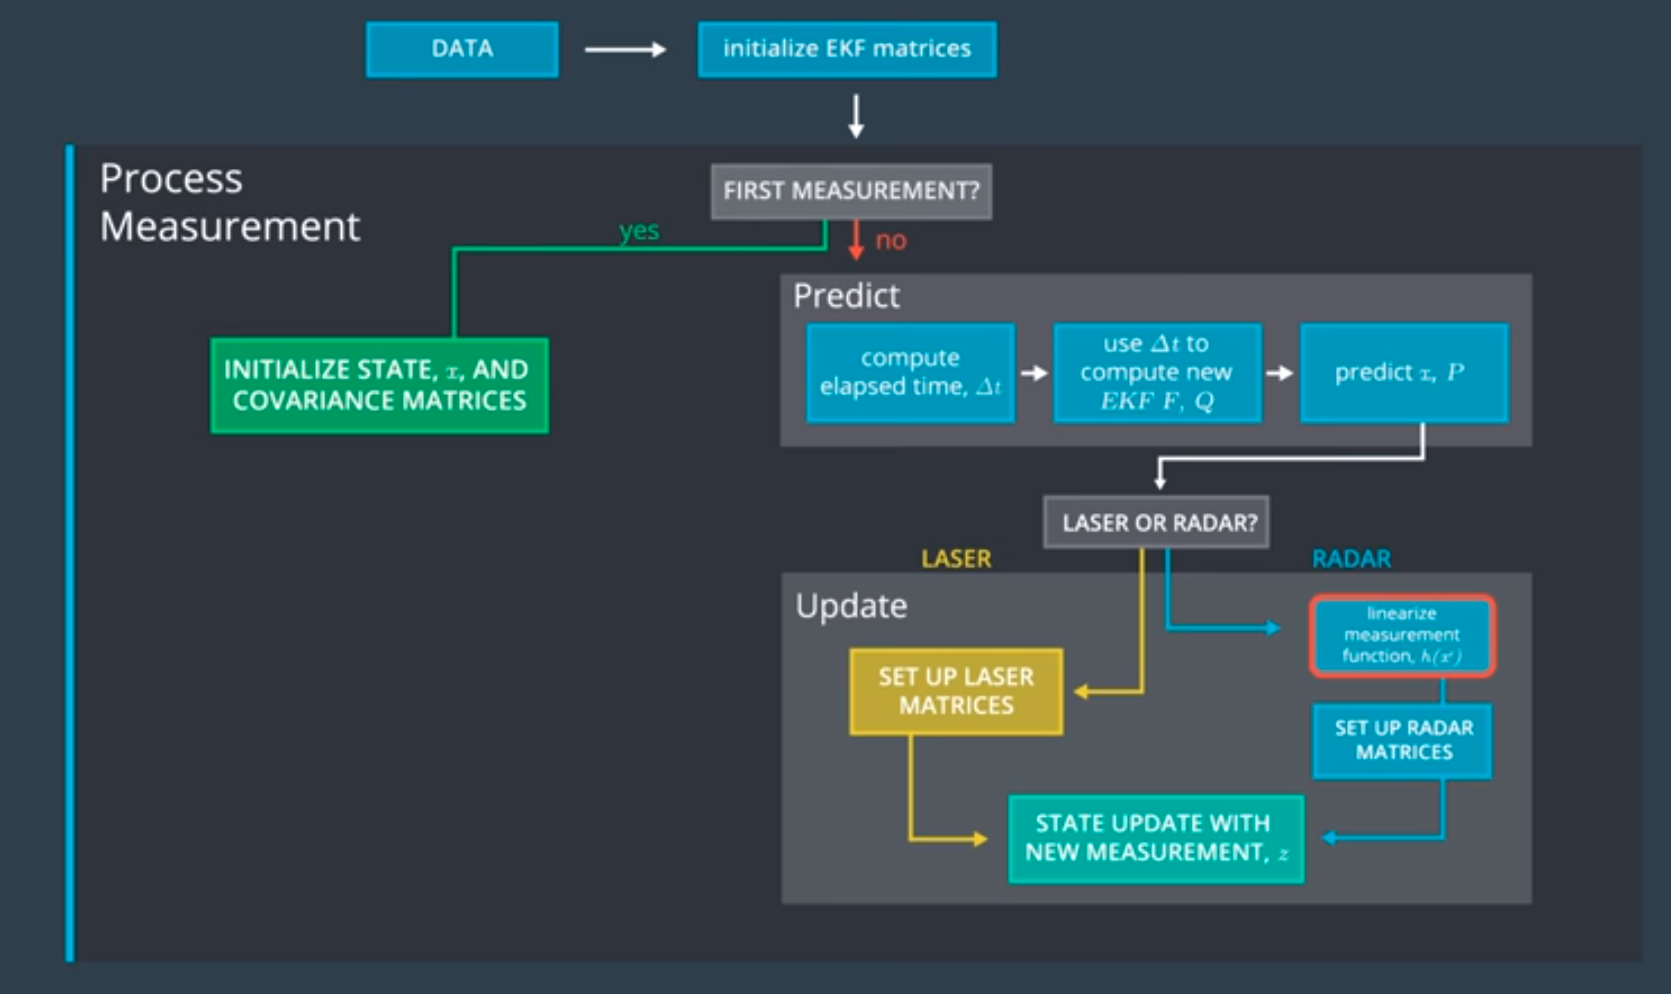 DATA
initialize EKF matrices
Process
Measurement
FIRST MEASUREMENT?
yes
no
INITIALIZE STATE, x, AND
COVARIANCE MATRICES
Predict
compute
elapsed time, Δt
use Δt to
compute new
EKF F, Q
predict x, P
LASER OR RADAR?
LASER
RADAR
Update
linearize
measurement
function, h(x')
SET UP LASER
MATRICES
SET UP RADAR
MATRICES
STATE UPDATE WITH
NEW MEASUREMENT, z